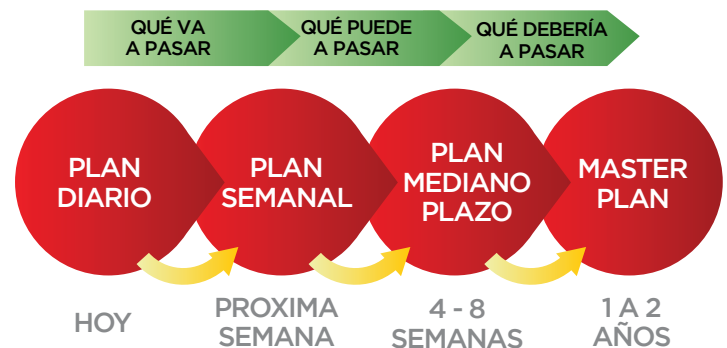 QUÉ VA
A PASAR
QUÉ PUEDE
A PASAR
QUÉ DEBERÍA
A PASAR
PLAN
DIARIO
PLAN
SEMANAL
PLAN
MEDIANO
PLAZO
MASTER
PLAN
HOY
PROXIMA
SEMANA
4 - 8
SEMANAS
1 A 2
AÑOS